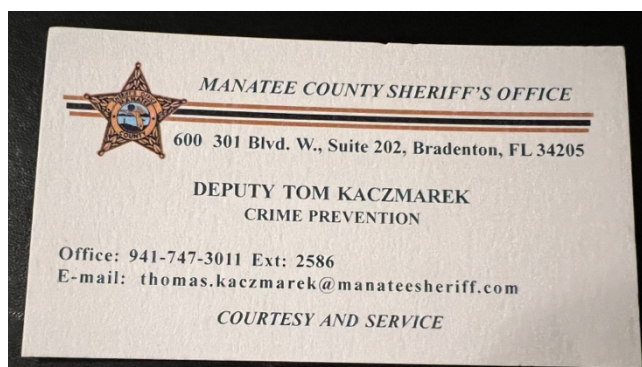 MANATEE COUNTY SHERIFF'S OFFICE
600 301 Blvd. W., Suite 202, Bradenton, FL 34205
DEPUTY TOM KACZMAREK
CRIME PREVENTION
Office: 941-747-3011 Ext: 2586
E-mail: thomas.kaczmarek@manateesheriff.com
COURTESY AND SERVICE
COUNTY